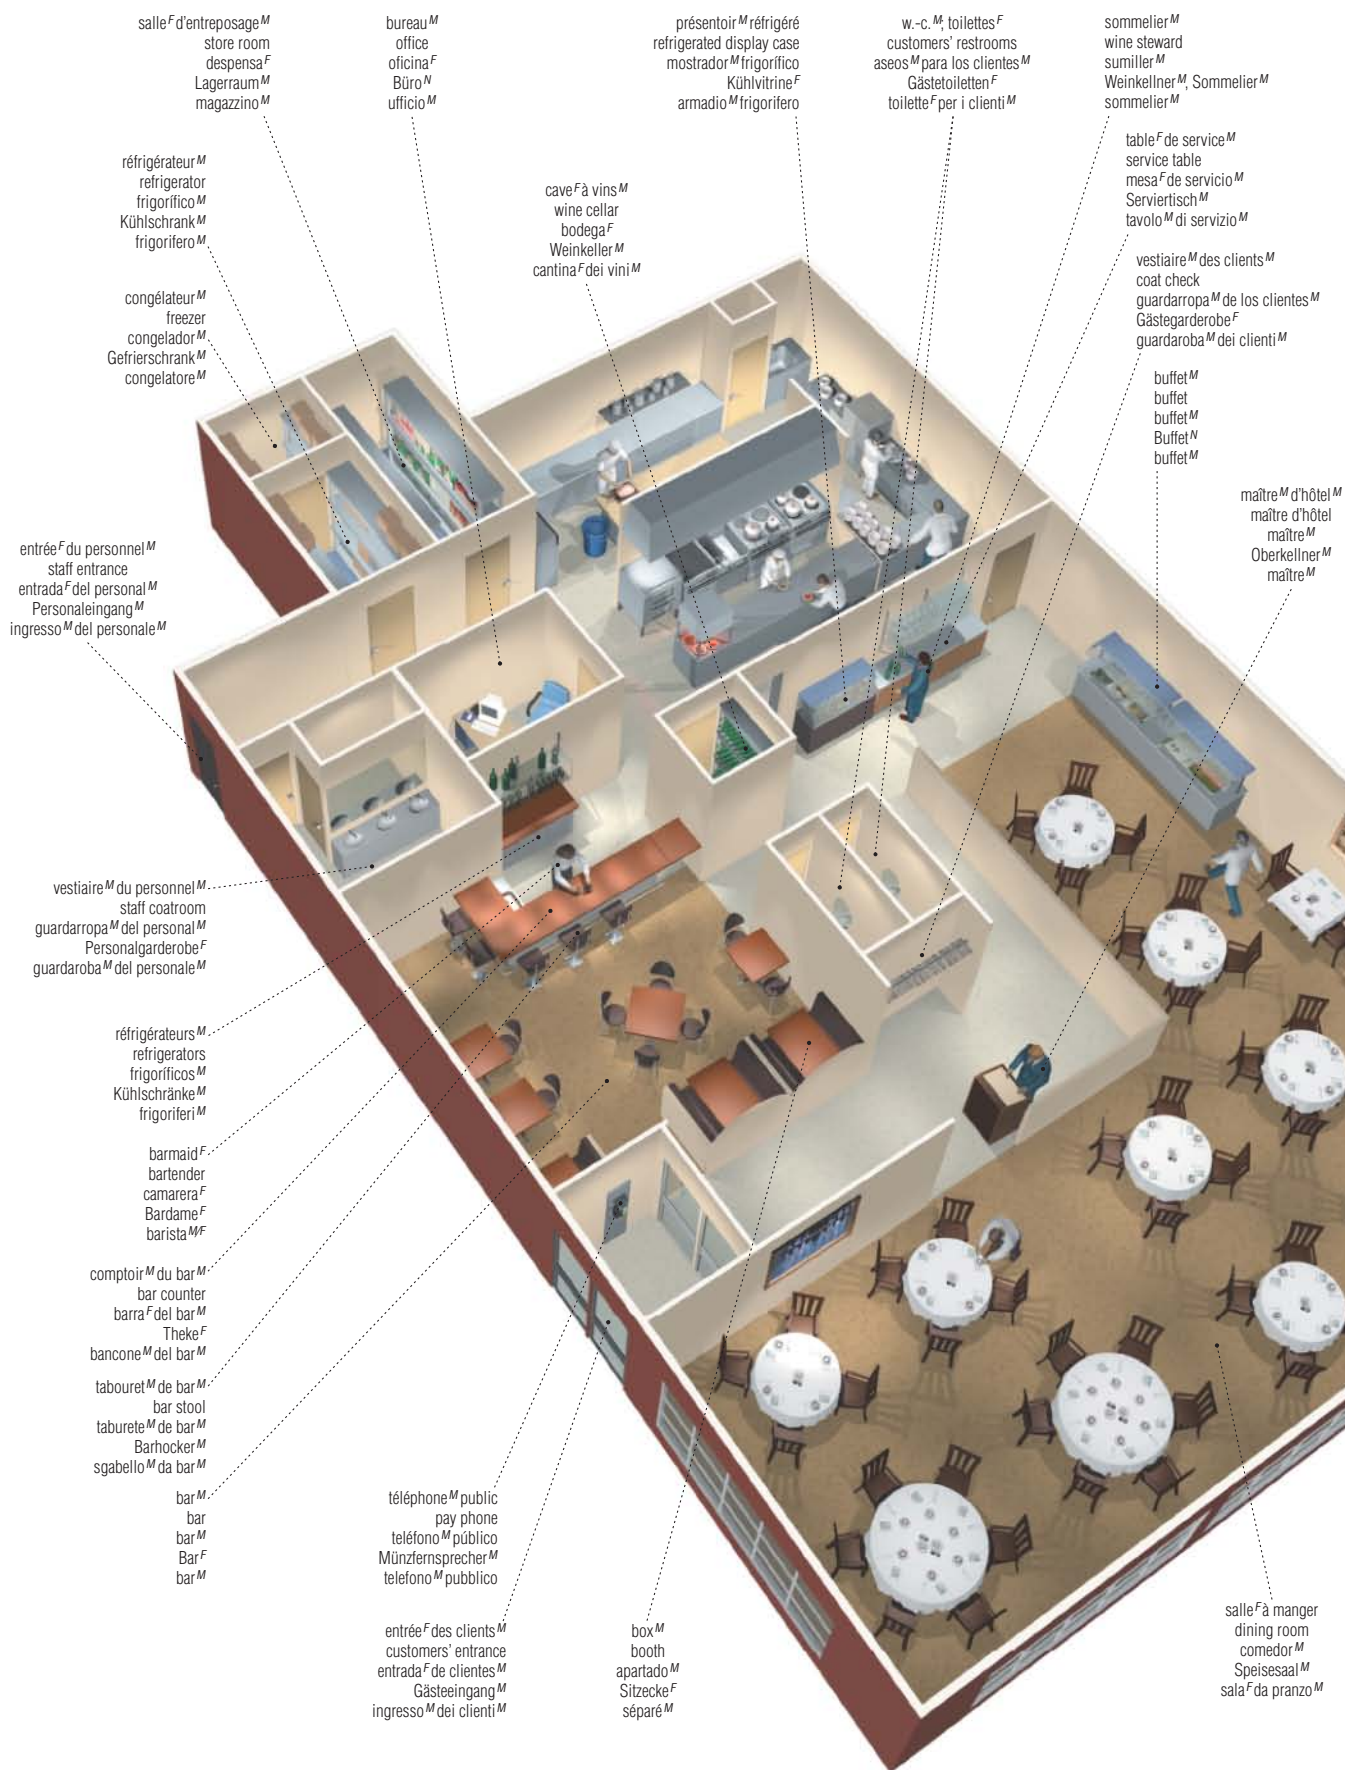 salle F d'entreposage M
store room
despensa F
Lagerraum M
magazzino M
bureau M
office
oficina F
Büro N
ufficio M
présentoir M réfrigéré
refrigerated display case
mostrador M frigorífico
Kühlvitrine F
armadio M frigorifero
w.-c. M; toilettes F
customers' restrooms
aseos M para los clientes M
Gästetoiletten F
toilette F per i clienti M
sommelier M
wine steward
sumiller M
Weinkellner M, Sommelier M
sommelier M
table F de service M
service table
mesa F de servicio M
Serviertisch M
tavolo M di servizio M
réfrigérateur M
refrigerator
frigorífico M
Kühlschrank M
frigorifero M
cave F à vins M
wine cellar
bodega F
Weinkeller M
cantina F dei vini M
vestiaire M des clients M
coat check
guardarropa M de los clientes M
Gästegarderobe F
guardaroba M dei clienti M
congélateur M
freezer
congelador M
Gefrierschrank M
congelatore M
buffet M
buffet
buffet M
Buffet N
buffet M
maître M d'hôtel M
maître d'hôtel
maître M
Oberkellner M
maître M
entrée F du personnel M
staff entrance
entrada F del personal M
Personaleingang M
ingresso M del personale M
vestiaire M du personnel M
staff coatroom
guardarropa M del personal M
Personalgarderobe F
guardaroba M del personale M
réfrigérateurs M
refrigerators
frigoríficos M
Kühlschränke M
frigoriferi M
barmaid F
bartender
camarera F
Bardame F
barista M/F
comptoir M du bar M
bar counter
barra F del bar M
Theke F
bancone M del bar M
tabouret M de bar M
bar stool
taburete M de bar M
Barhocker M
sgabello M da bar M
bar M
bar
bar M
Bar F
bar M
téléphone M public
pay phone
teléfono M público
Münzfernsprecher M
telefono M pubblico
entrée F des clients M
customers' entrance
entrada F de clientes M
Gästeeingang M
ingresso M dei clienti M
box M
booth
apartado M
Sitzecke F
séparé M
salle F à manger
dining room
comedor M
Speisesaal M
sala F da pranzo M